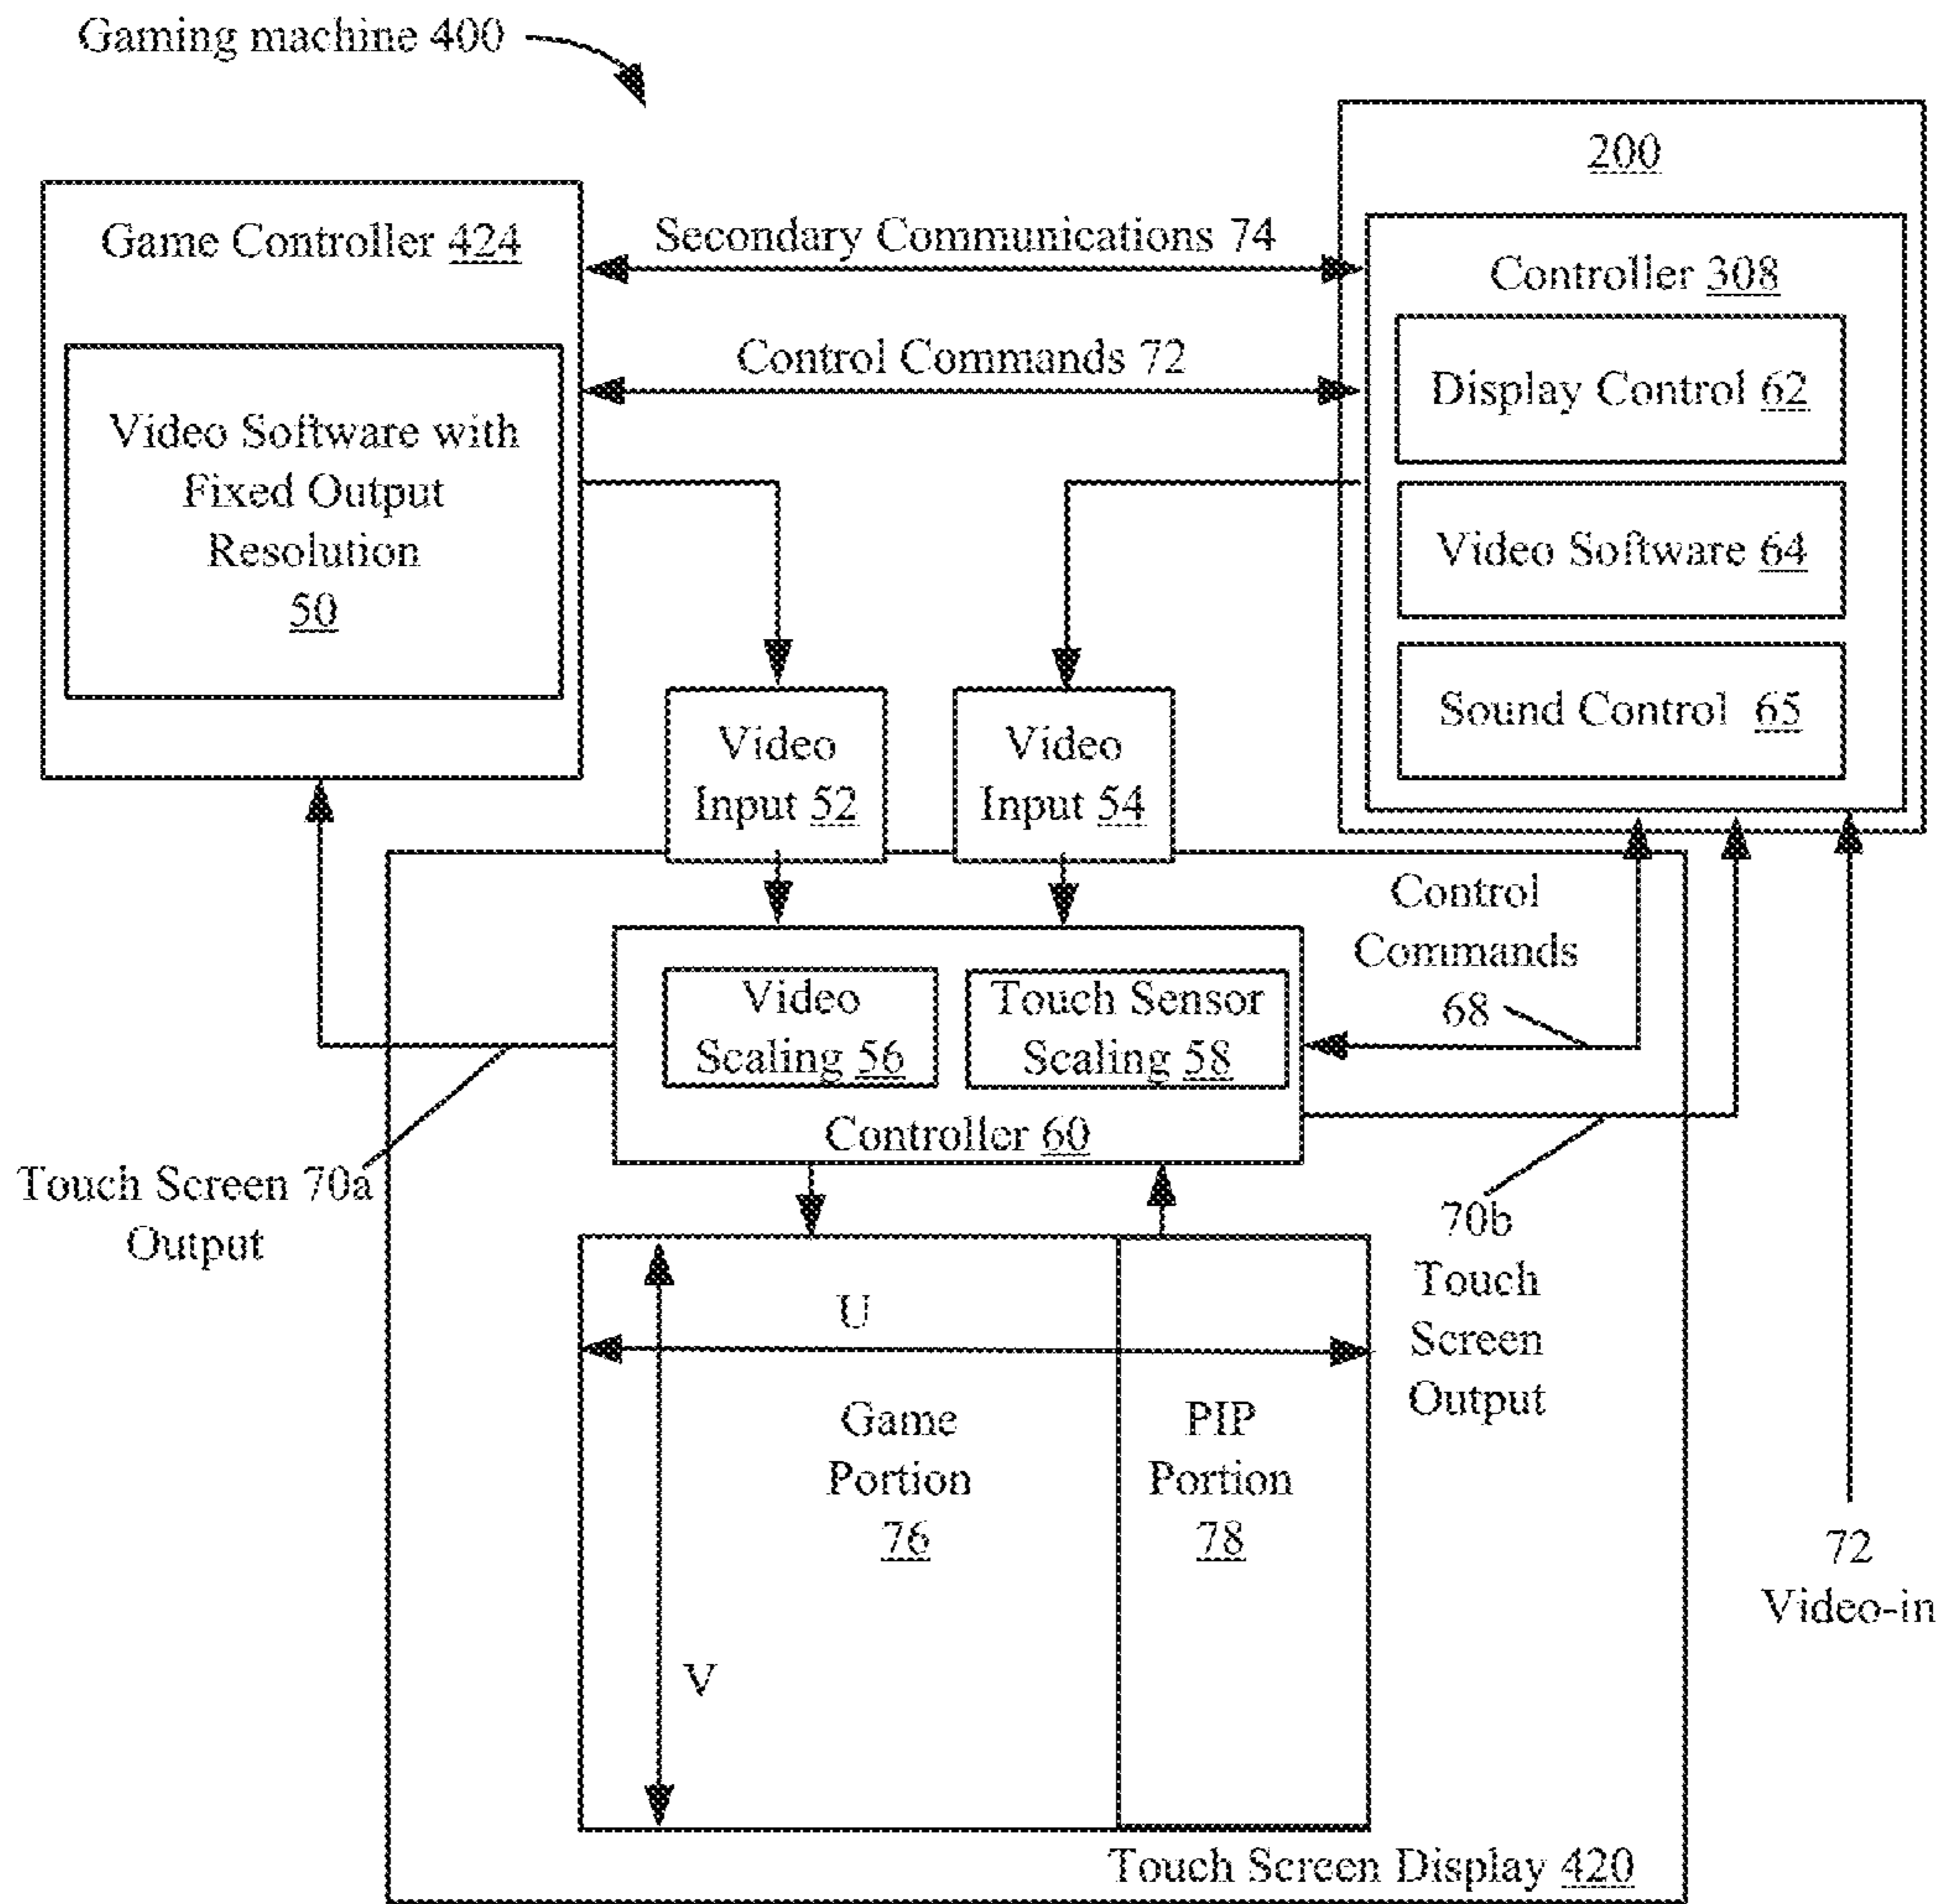 Gaming machine 400
200
Game Controller 424
Secondary Communications 74
Controller 308
Control Commands 72
Display Control 62
Video Software with
Fixed Output
Resolution
50
Video Software 64
Sound Control 65
Video
Input 52
Video
Input 54
Control
Commands
68
Video
Scaling 56
Touch Sensor
Scaling 58
Controller 60
Touch Screen 70a
Output
70b
Touch
Screen
Output
U
Game
Portion
76
PIP
Portion
78
72
Video-in
V
Touch Screen Display 420